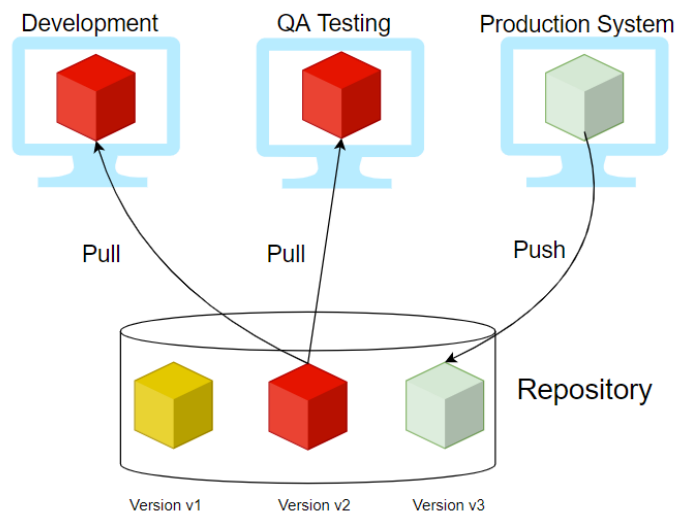 Development
QA Testing
Production System
Pull
Pull
Push
Repository
Version v1
Version v2
Version v3